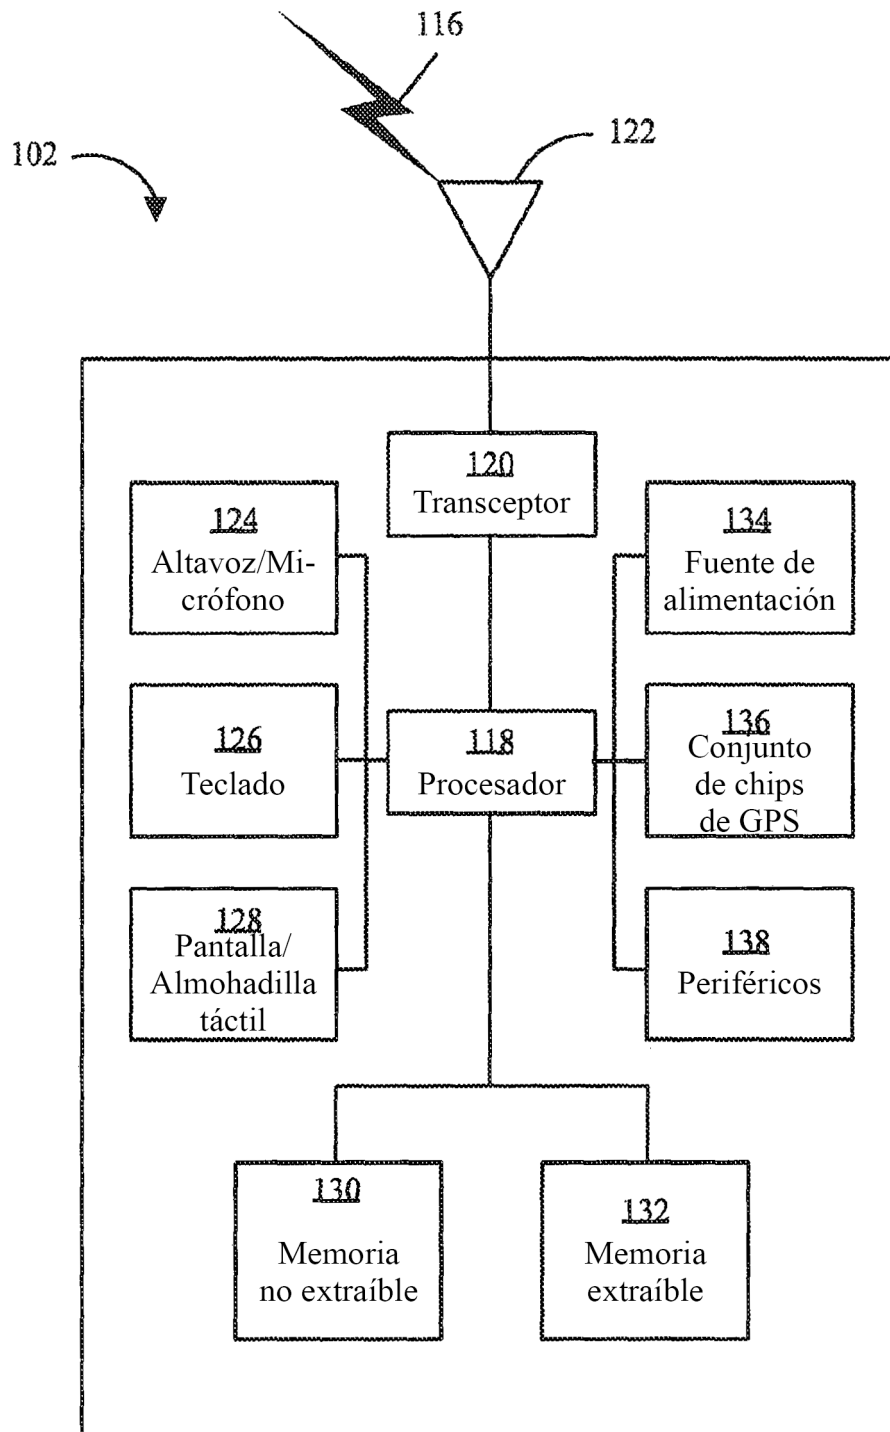 116
122
102
120
Transceptor
124
Altavoz/Mi-
crófono
134
Fuente de
alimentación
126
Teclado
118
Procesador
136
Conjunto
de chips
de GPS
128
Pantalla/
Almohadilla
táctil
138
Periféricos
130
Memoria
no extraíble
132
Memoria
extraíble